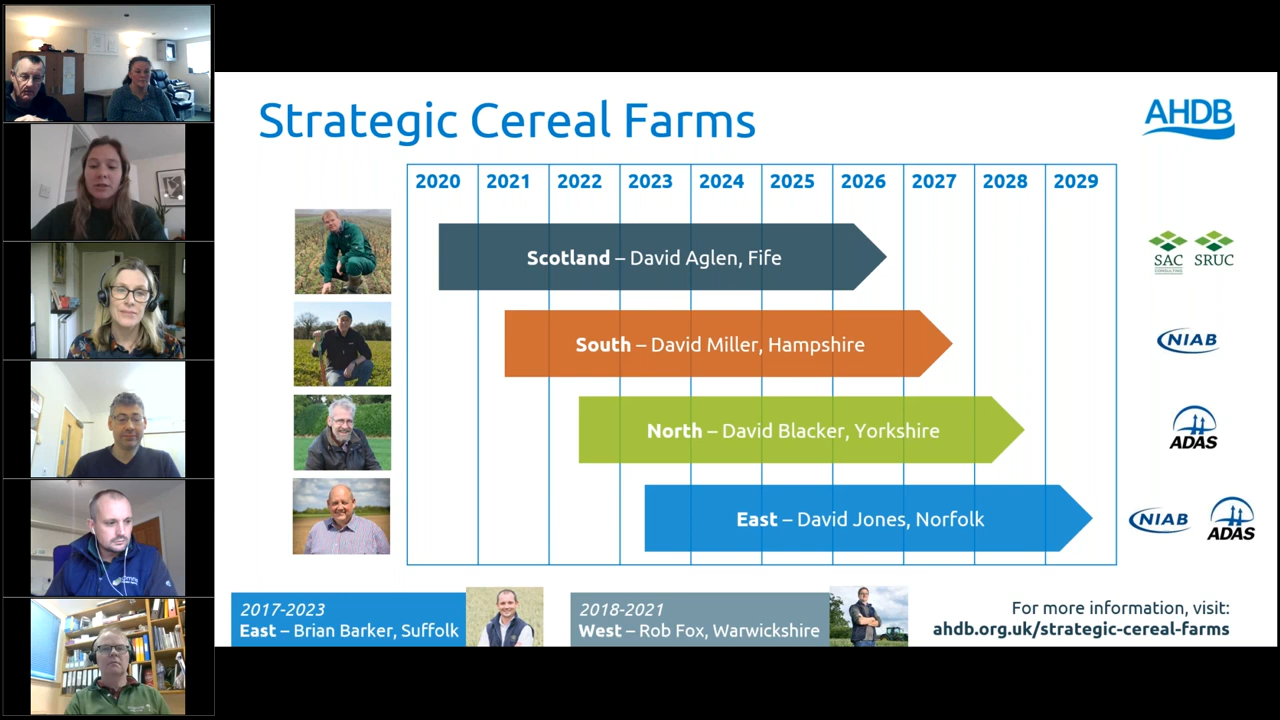 Strategic Cereal Farms
AHDB
2020 2021 2022 2023 2024 2025 2026 2027 2028 2029
Scotland – David Aglen, Fife
SAC
CONSULTING
SRUC
South – David Miller, Hampshire
NIAB
North – David Blacker, Yorkshire
ADAS
East – David Jones, Norfolk
NIAB
ADAS
2017-2023
East – Brian Barker, Suffolk
2018-2021
West – Rob Fox, Warwickshire
For more information, visit:
ahdb.org.uk/strategic-cereal-farms